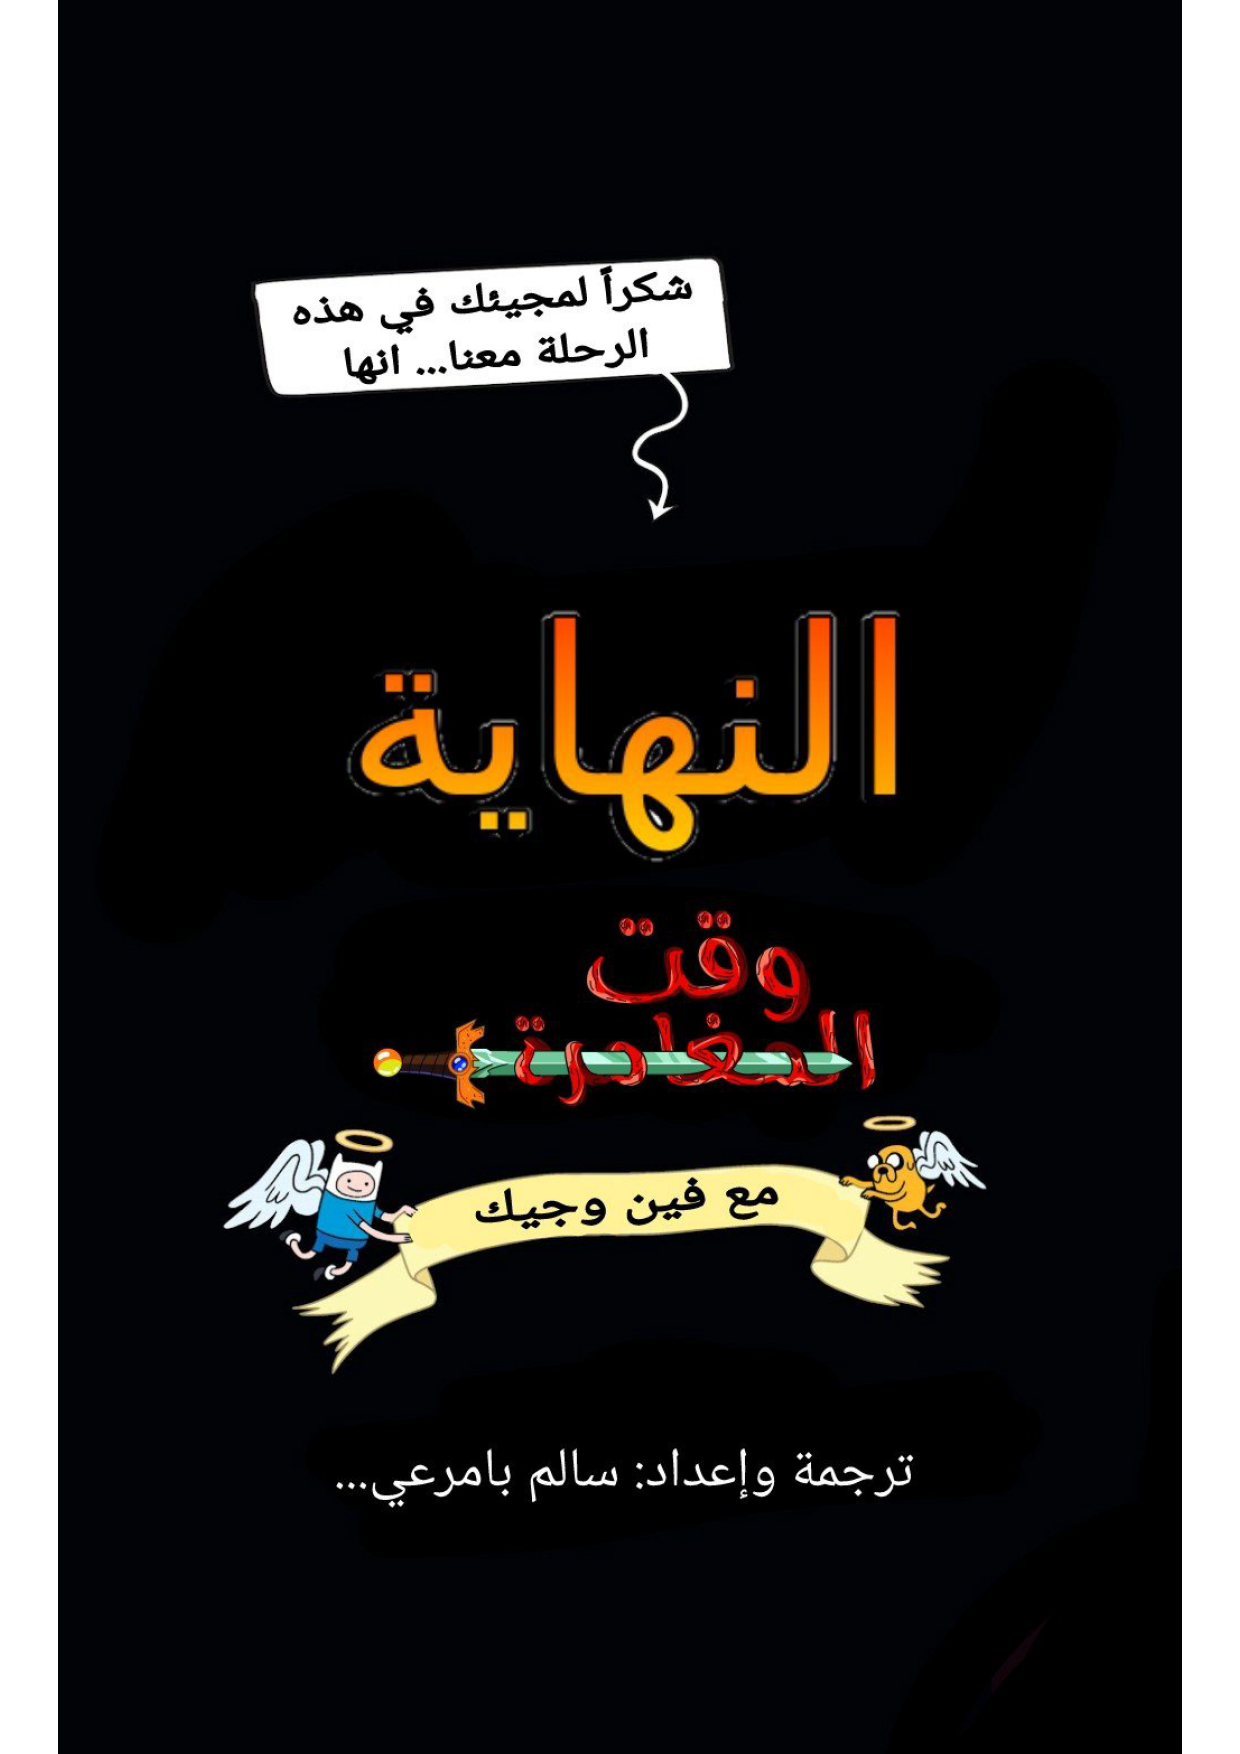 شكراً لمجيئك في هذه
الرحلة معنا... انها
النهاية
وقت
المغامرة
مع فين وجيك
ترجمة وإعداد: سالم بامرعي...